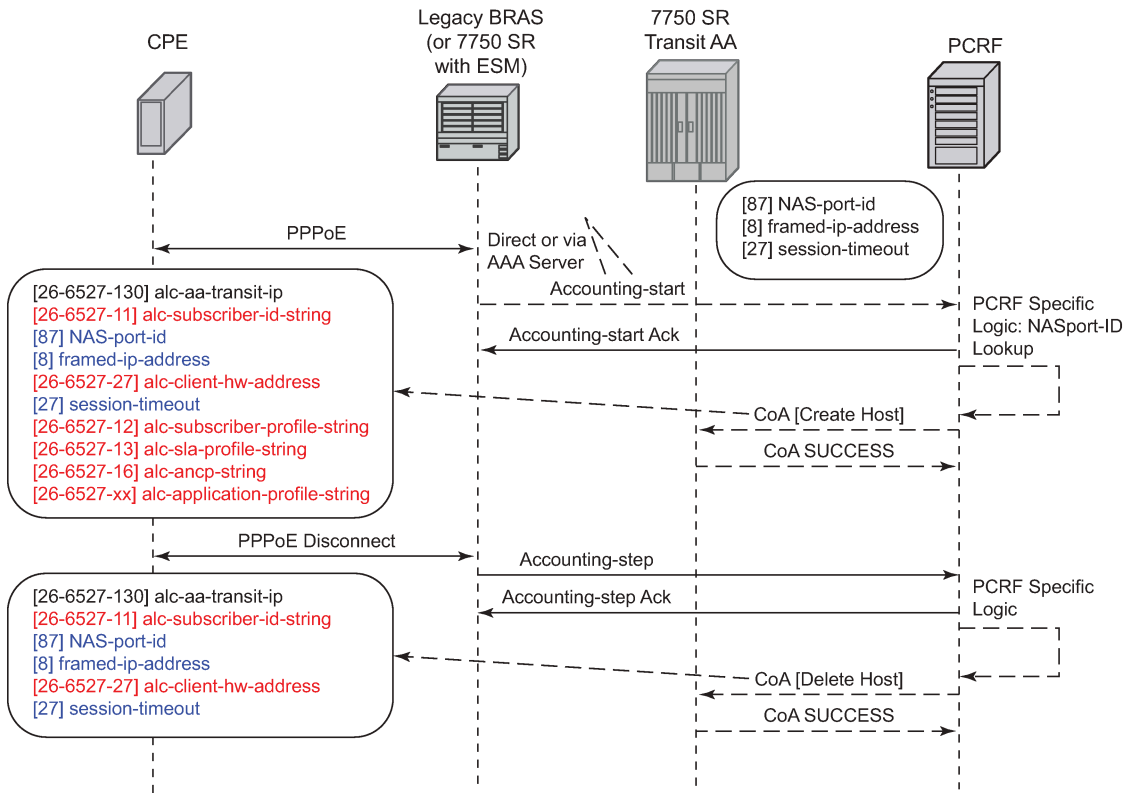 CPE
Legacy BRAS
(or 7750 SR
with ESM)
7750 SR
Transit AA
PCRF
[87] NAS-port-id
[8] framed-ip-address
[27] session-timeout
PPPoE
Direct or via
AAA Server
Accounting-start
PCRF Specific
Logic: NASport-ID
Lookup
Accounting-start Ack
[26-6527-130] alc-aa-transit-ip
[26-6527-11] alc-subscriber-id-string
[87] NAS-port-id
[8] framed-ip-address
[26-6527-27] alc-client-hw-address
[27] session-timeout
[26-6527-12] alc-subscriber-profile-string
[26-6527-13] alc-sla-profile-string
[26-6527-16] alc-ancp-string
[26-6527-xx] alc-application-profile-string
CoA [Create Host]
CoA SUCCESS
PPPoE Disconnect
Accounting-step
Accounting-step Ack
PCRF Specific
Logic
[26-6527-130] alc-aa-transit-ip
[26-6527-11] alc-subscriber-id-string
[87] NAS-port-id
[8] framed-ip-address
[26-6527-27] alc-client-hw-address
[27] session-timeout
CoA [Delete Host]
CoA SUCCESS